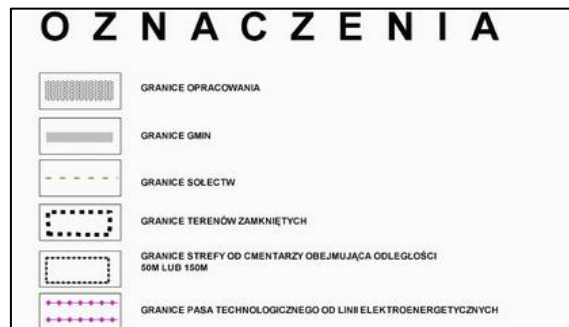 OZNACZENIA
GRANICE OPRACOWANIA
GRANICE GMIN
GRANICE SOŁECTW
GRANICE TERENÓW ZAMKNIĘTYCH
GRANICE STREFY OD CMENTARZY OBEJMUJĄCA ODLEGŁOŚCI
50M LUB 150M
GRANICE PASA TECHNOLOGICZNEGO OD LINII ELEKTROENERGETYCZNYCH